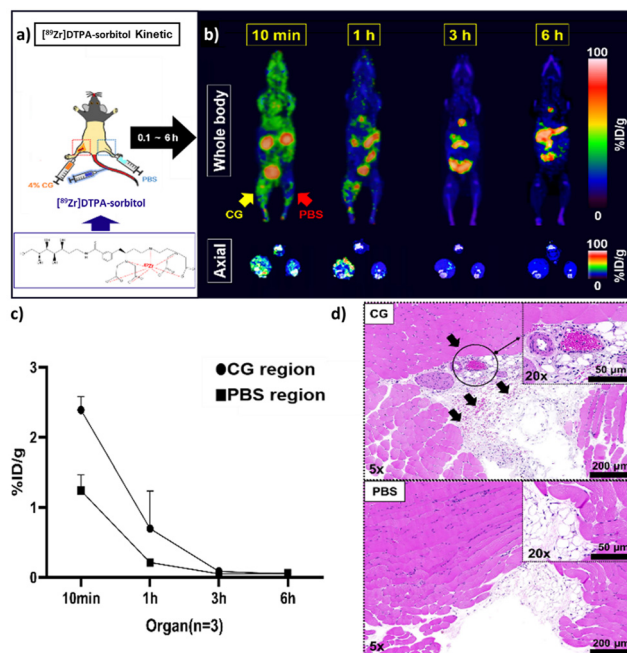 a)
[⁸⁹Zr]DTPA-sorbitol Kinetic
0.1 ~ 6 h
4% CG
PBS
[⁸⁹Zr]DTPA-sorbitol
b)
10 min
1 h
3 h
6 h
Whole body
CG
PBS
100
%ID/g
0
Axial
100
%ID/g
0
c)
3
2
1
0
%ID/g
CG region
PBS region
10min
1h
3h
6h
Organ(n=3)
d)
CG
20x
50 µm
5x
200 µm
PBS
20x
50 µm
5x
200 µm